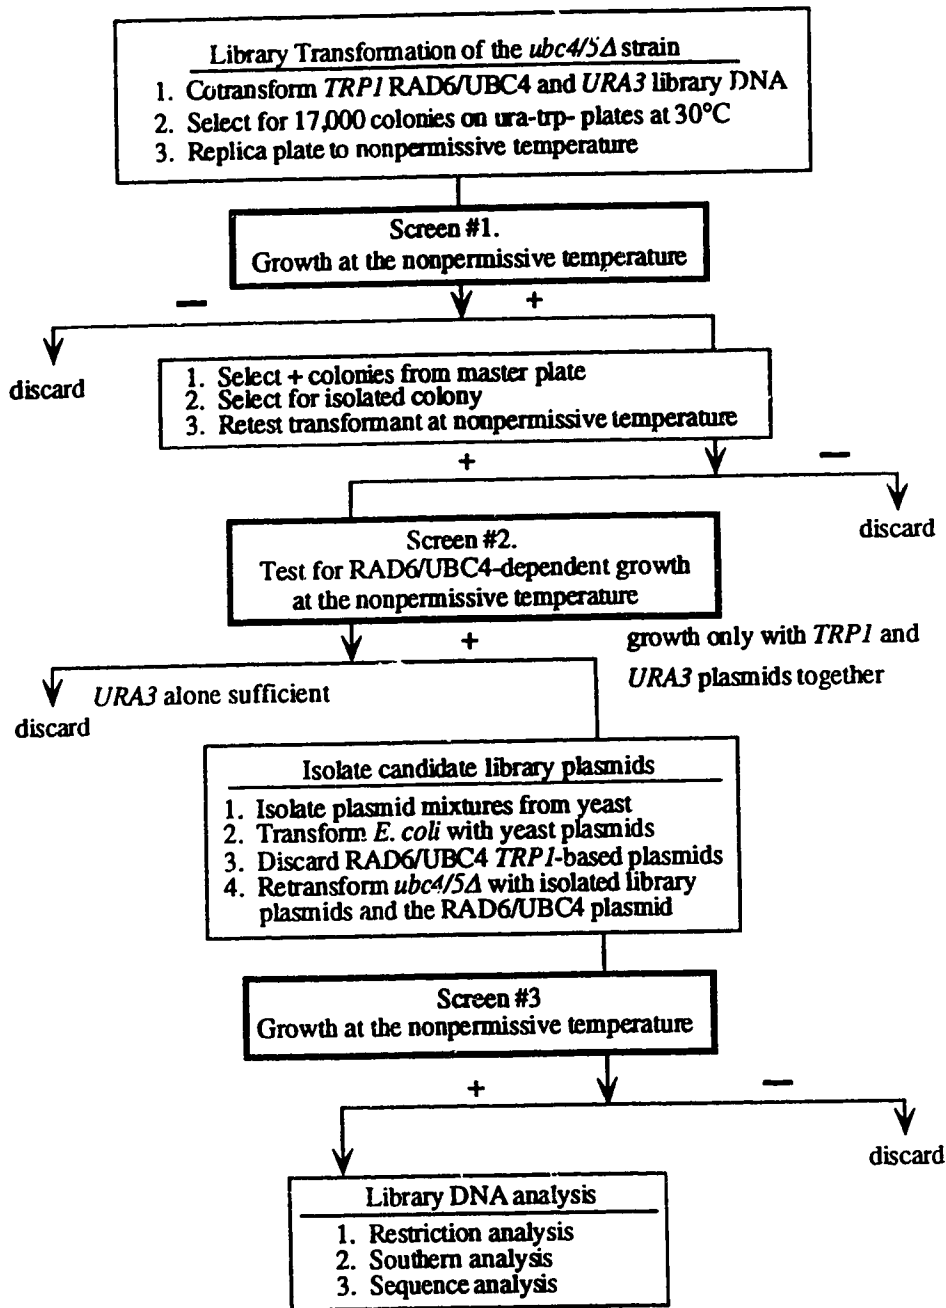 Library Transformation of the ubc4/5Δ strain
1. Cotransform TRP1 RAD6/UBC4 and URA3 library DNA
2. Select for 17,000 colonies on ura-trp- plates at 30°C
3. Replica plate to nonpermissive temperature
Screen #1.
Growth at the nonpermissive temperature
— +
discard
1. Select + colonies from master plate
2. Select for isolated colony
3. Retest transformant at nonpermissive temperature
+ —
discard
Screen #2.
Test for RAD6/UBC4-dependent growth
at the nonpermissive temperature
+
growth only with TRP1 and
URA3 plasmids together
URA3 alone sufficient
discard
Isolate candidate library plasmids
1. Isolate plasmid mixtures from yeast
2. Transform E. coli with yeast plasmids
3. Discard RAD6/UBC4 TRP1-based plasmids
4. Retransform ubc4/5Δ with isolated library
plasmids and the RAD6/UBC4 plasmid
Screen #3
Growth at the nonpermissive temperature
+ —
discard
Library DNA analysis
1. Restriction analysis
2. Southern analysis
3. Sequence analysis